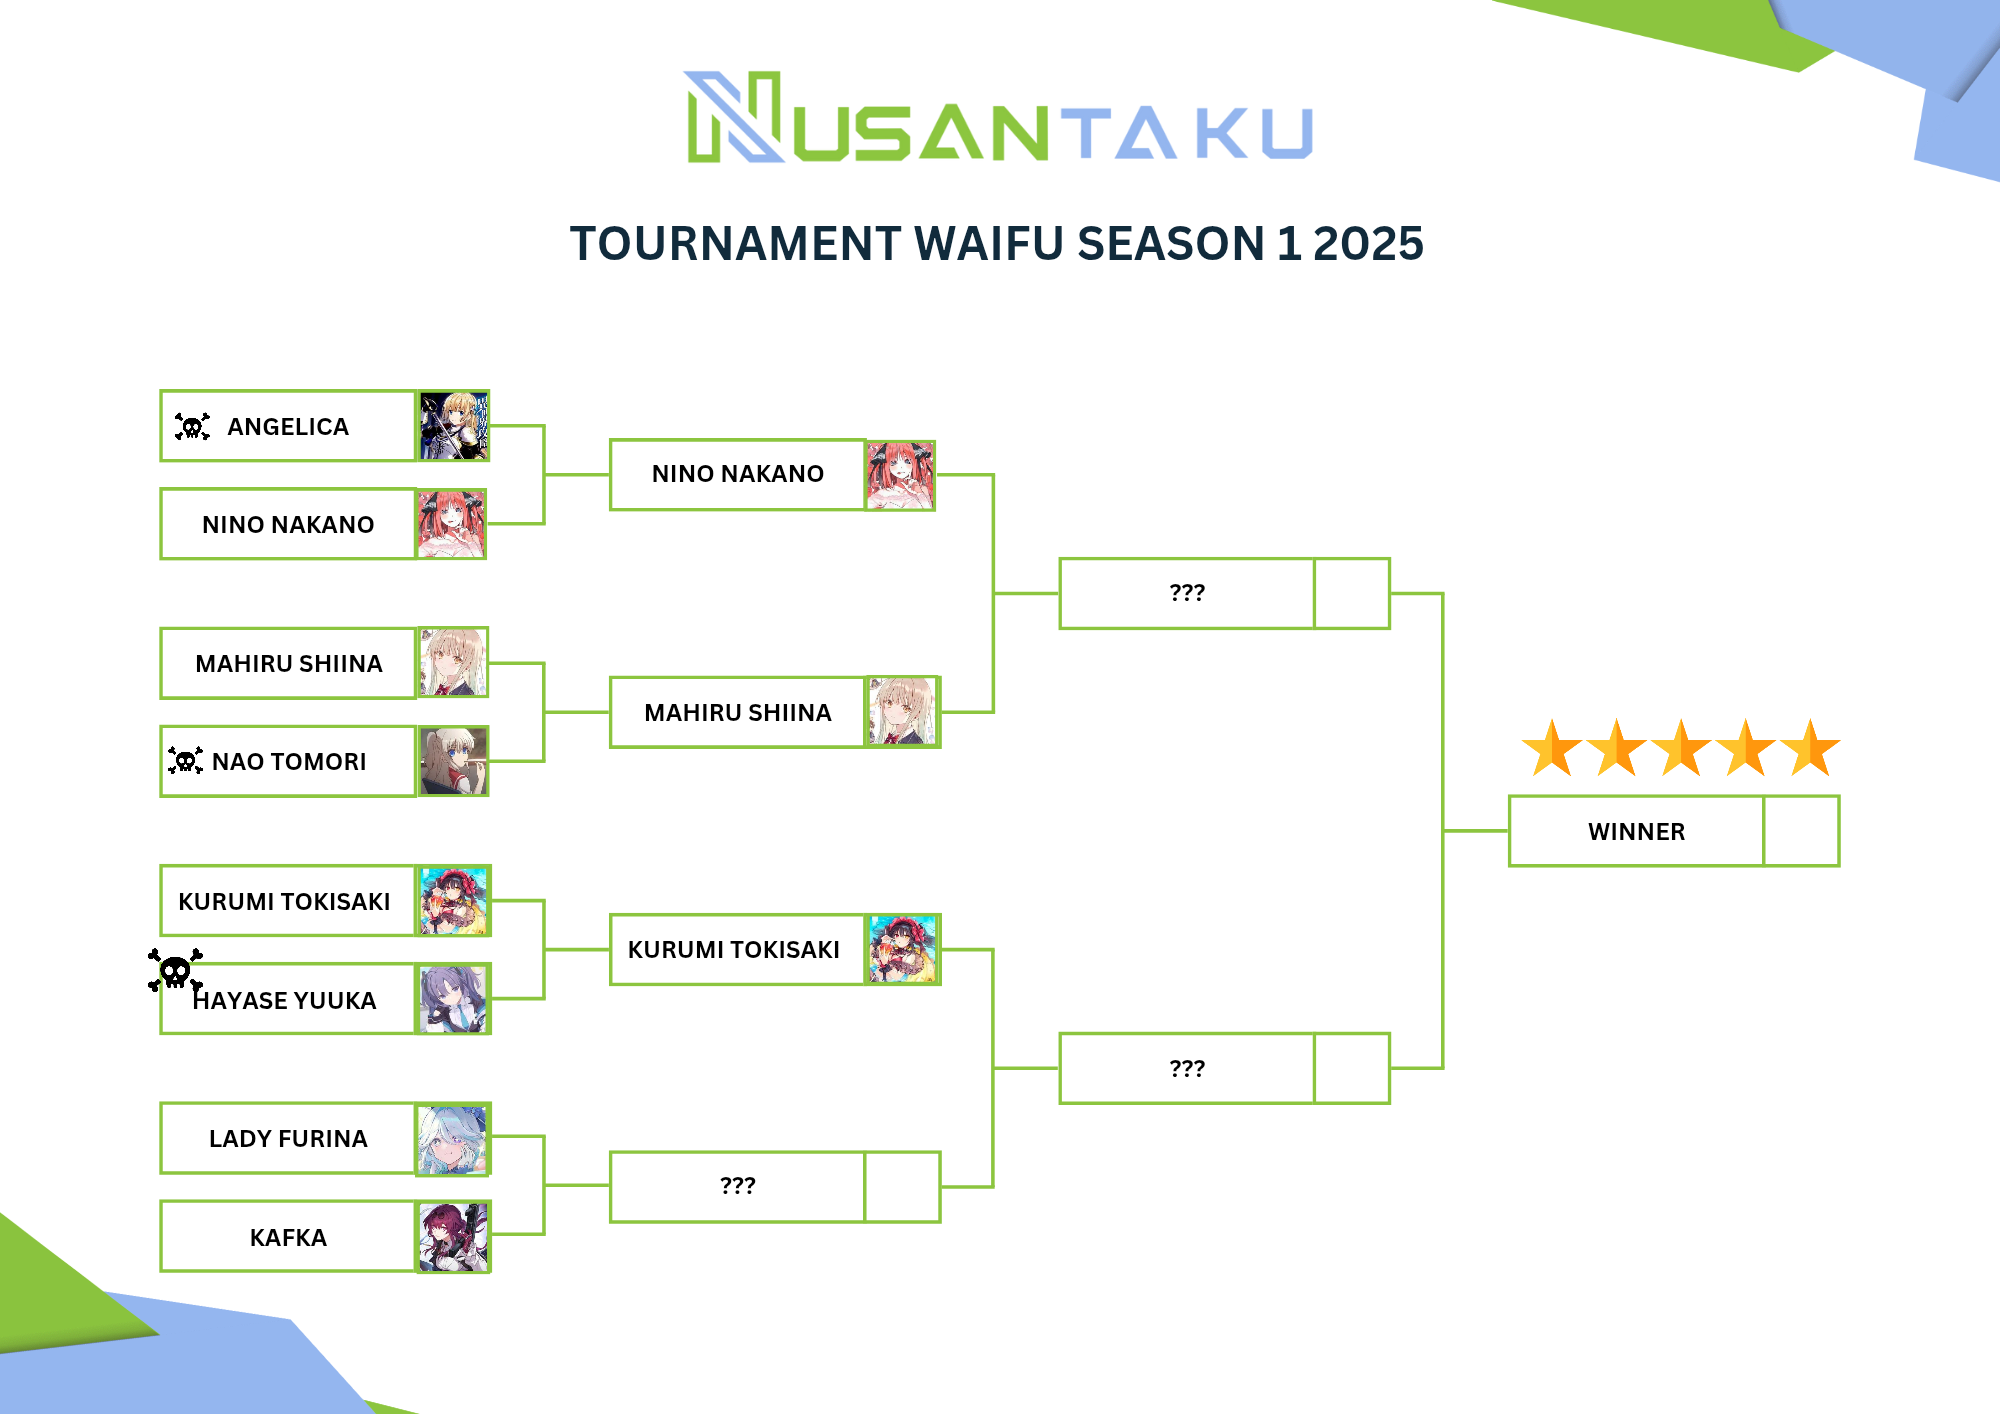 NUSANTAKU
TOURNAMENT WAIFU SEASON 1 2025
ANGELICA
NINO NAKANO
MAHIRU SHIINA
NAO TOMORI
KURUMI TOKISAKI
HAYASE YUUKA
LADY FURINA
KAFKA
NINO NAKANO
MAHIRU SHIINA
KURUMI TOKISAKI
???
???
???
WINNER